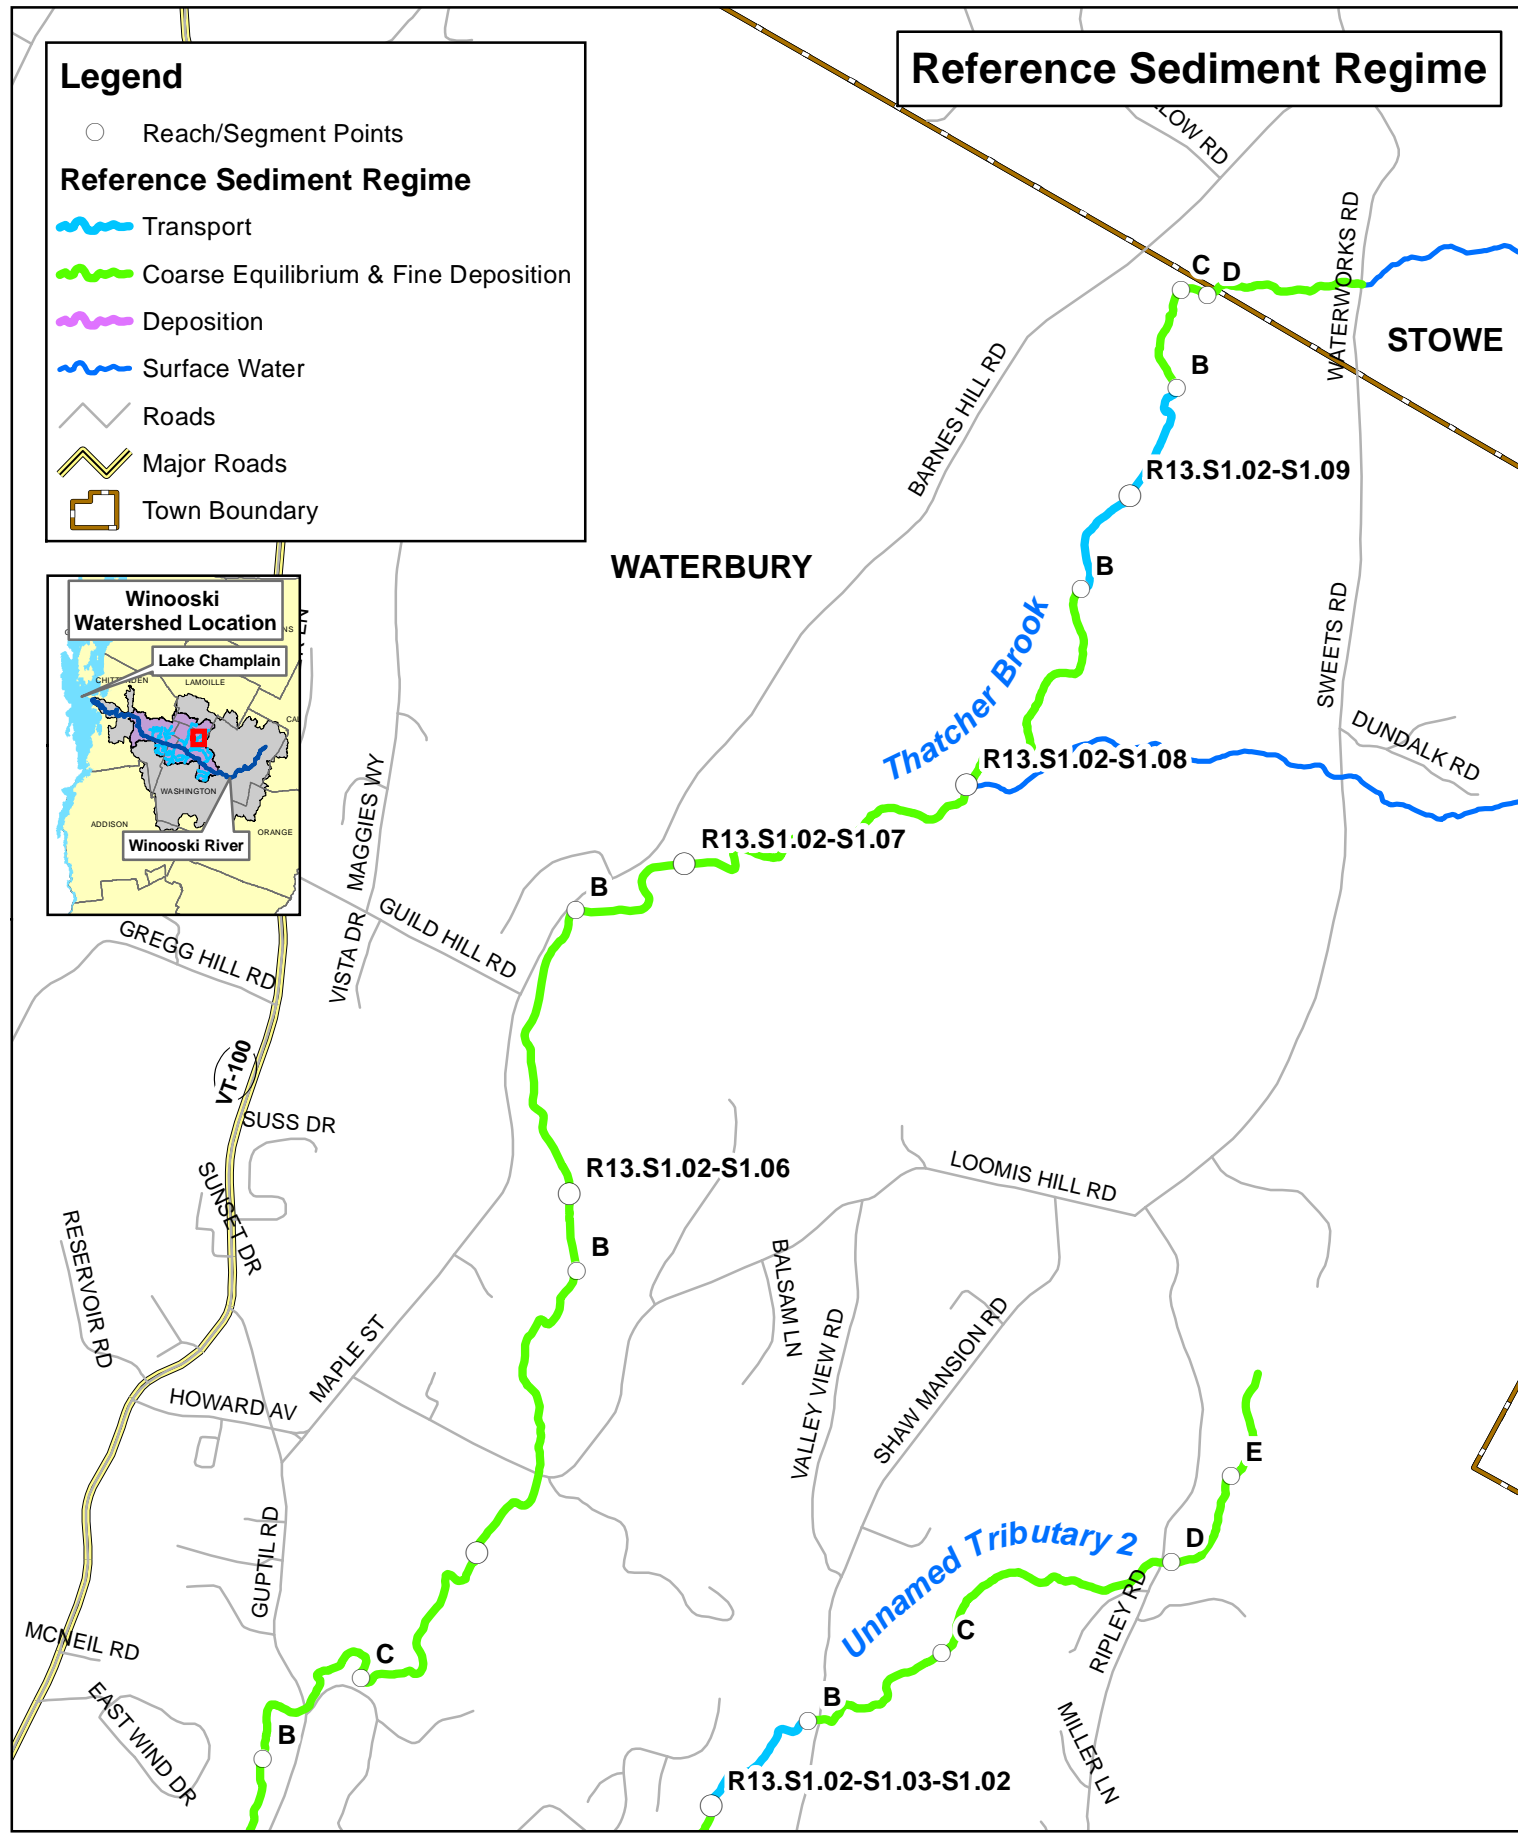 Reference Sediment Regime
Legend
Reach/Segment Points
Reference Sediment Regime
Transport
Coarse Equilibrium & Fine Deposition
Deposition
Surface Water
Roads
Major Roads
Town Boundary
Winooski
Watershed Location
Lake Champlain
CHITTENDEN
LAMOILLE
WASHINGTON
ADDISON
ORANGE
Winooski River
LOW RD
WATERWORKS RD
C
D
STOWE
B
BARNES HILL RD
R13.S1.02-S1.09
WATERBURY
B
Thatcher Brook
SWEETS RD
DUNDALK RD
R13.S1.02-S1.08
MAGGIES WY
R13.S1.02-S1.07
B
GUILD HILL RD
VISTA DR
GREGG HILL RD
VT-100
SUSS DR
R13.S1.02-S1.06
LOOMIS HILL RD
SUNSET DR
RESERVOIR RD
B
BALSAM LN
VALLEY VIEW RD
SHAW MANSION RD
MAPLE ST
HOWARD AV
E
GUPTIL RD
Unnamed Tributary 2
D
RIPLEY RD
MCNEIL RD
C
C
EAST WIND DR
B
B
MILLER LN
R13.S1.02-S1.03-S1.02